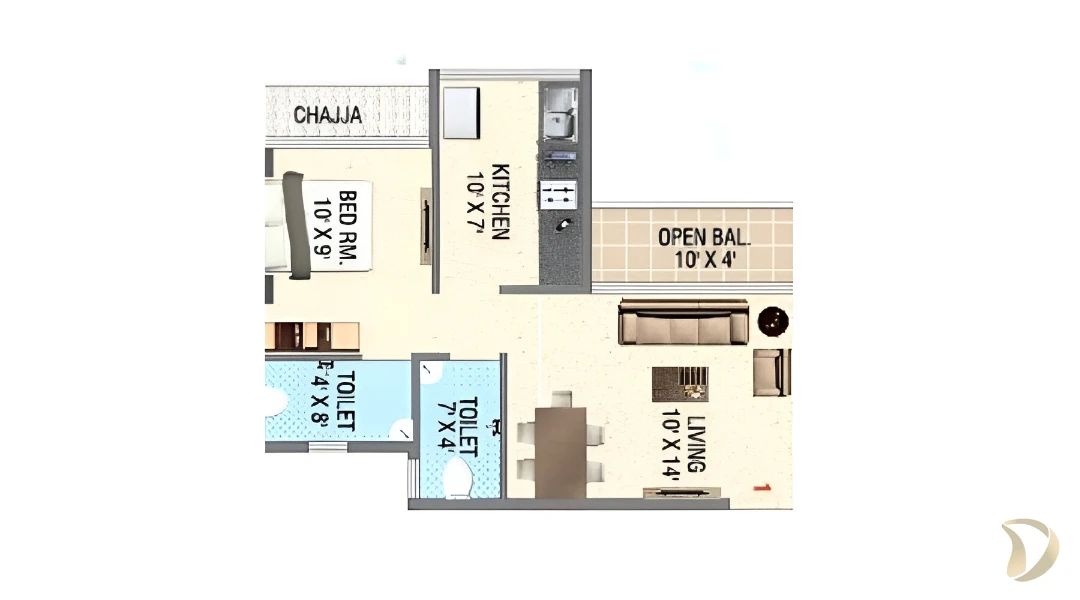 CHAJJA
KITCHEN
10' X 7'
BED RM.
10' X 9'
OPEN BAL.
10' X 4'
TOILET
4' X 8'
TOILET
7' X 4'
LIVING
10' X 14'